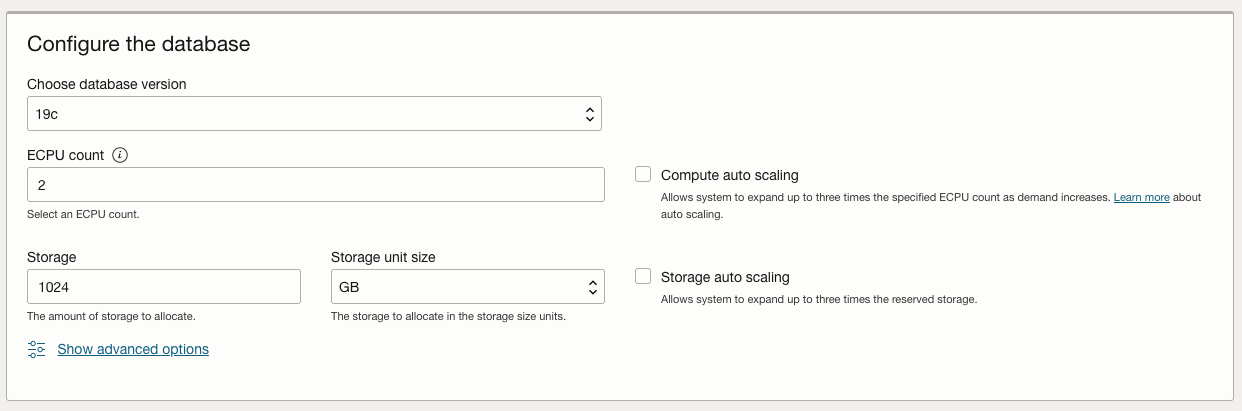 Configure the database
Choose database version
19c
ECPU count
2
Select an ECPU count.
Compute auto scaling
Allows system to expand up to three times the specified ECPU count as demand increases. Learn more about
auto scaling.
Storage
1024
The amount of storage to allocate.
Storage unit size
GB
The storage to allocate in the storage size units.
Storage auto scaling
Allows system to expand up to three times the reserved storage.
Show advanced options